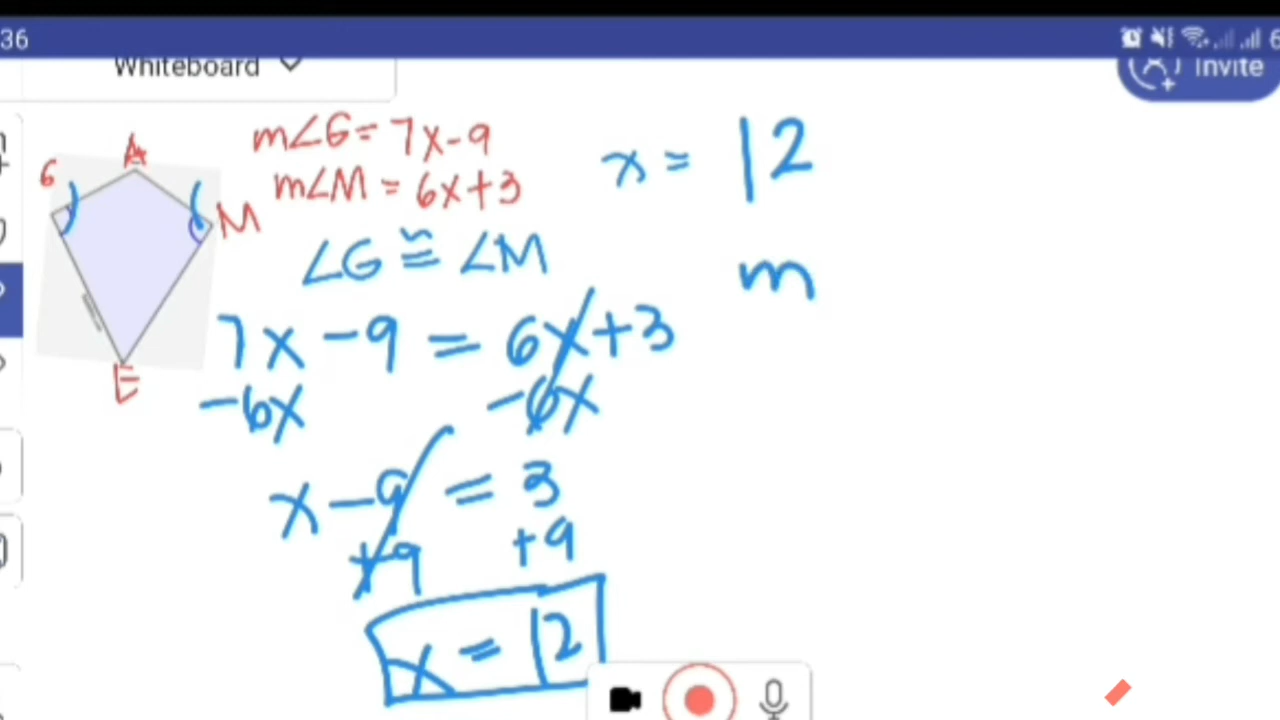 36
6
Whiteboard
Invite
G
A
M
E
m∠G = 7x-9
m∠M = 6x+3
∠G ≅ ∠M
7x - 9 = 6x + 3
-6x -6x
x - 9 = 3
+9 +9
x = 12
x = 12
m